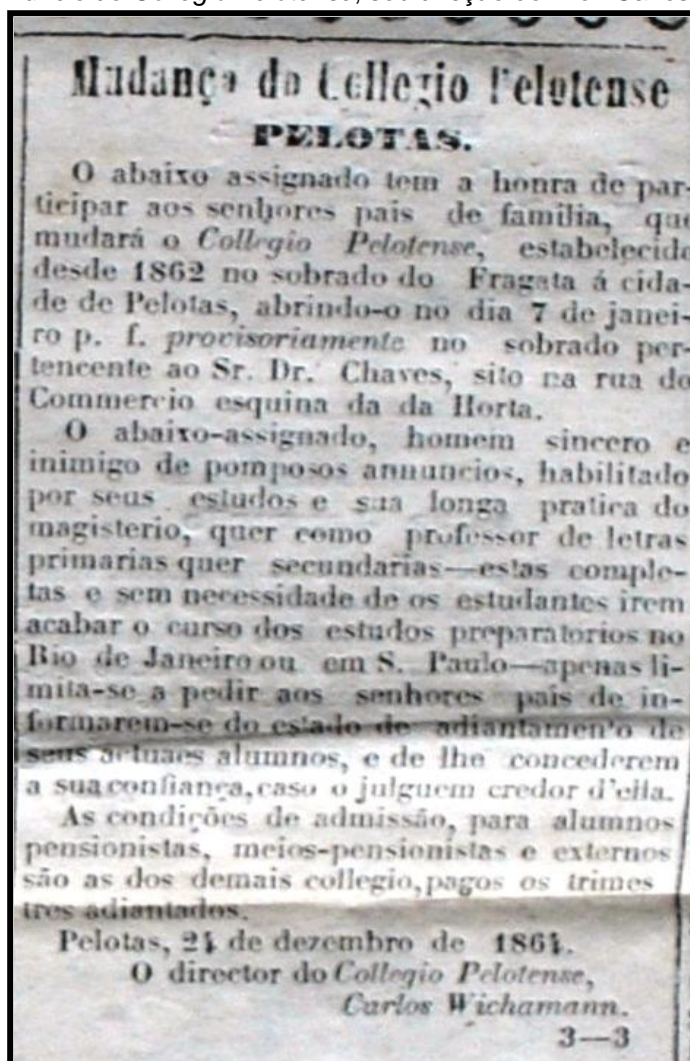 Mudança do Collegio Pelotense
PELOTAS.
O abaixo assignado tem a honra de par-
ticipar aos senhores pais de familia, que
mudará o Collegio Pelotense, estabelecido
desde 1862 no sobrado do Fragata á cida-
de de Pelotas, abrindo-o no dia 7 de janei-
ro p. f. provisoriamente no sobrado per-
tencente ao Sr. Dr. Chaves, sito na rua do
Commercio esquina da da Horta.
O abaixo-assignado, homem sincero e
inimigo de pomposos annuncios, habilitado
por seus estudos e sua longa pratica do
magisterio, quer como professor de letras
primarias quer secundarias—estas comple-
tas e sem necessidade de os estudantes irem
acabar o curso dos estudos preparatorios no
Rio de Janeiro ou em S. Paulo—apenas li-
mita-se a pedir aos senhores pais de in-
formarem-se do estado de adiantamento de
seus actuaes alumnos, e de lhe concederem
a sua confiança, caso o julguem credor d'ella.
As condições de admissão, para alumnos
pensionistas, meios-pensionistas e externos
são as dos demais collegio, pagos os trimes
tres adiantados.
Pelotas, 24 de dezembro de 1864.
O director do Collegio Pelotense,
Carlos Wichamann.
3—3